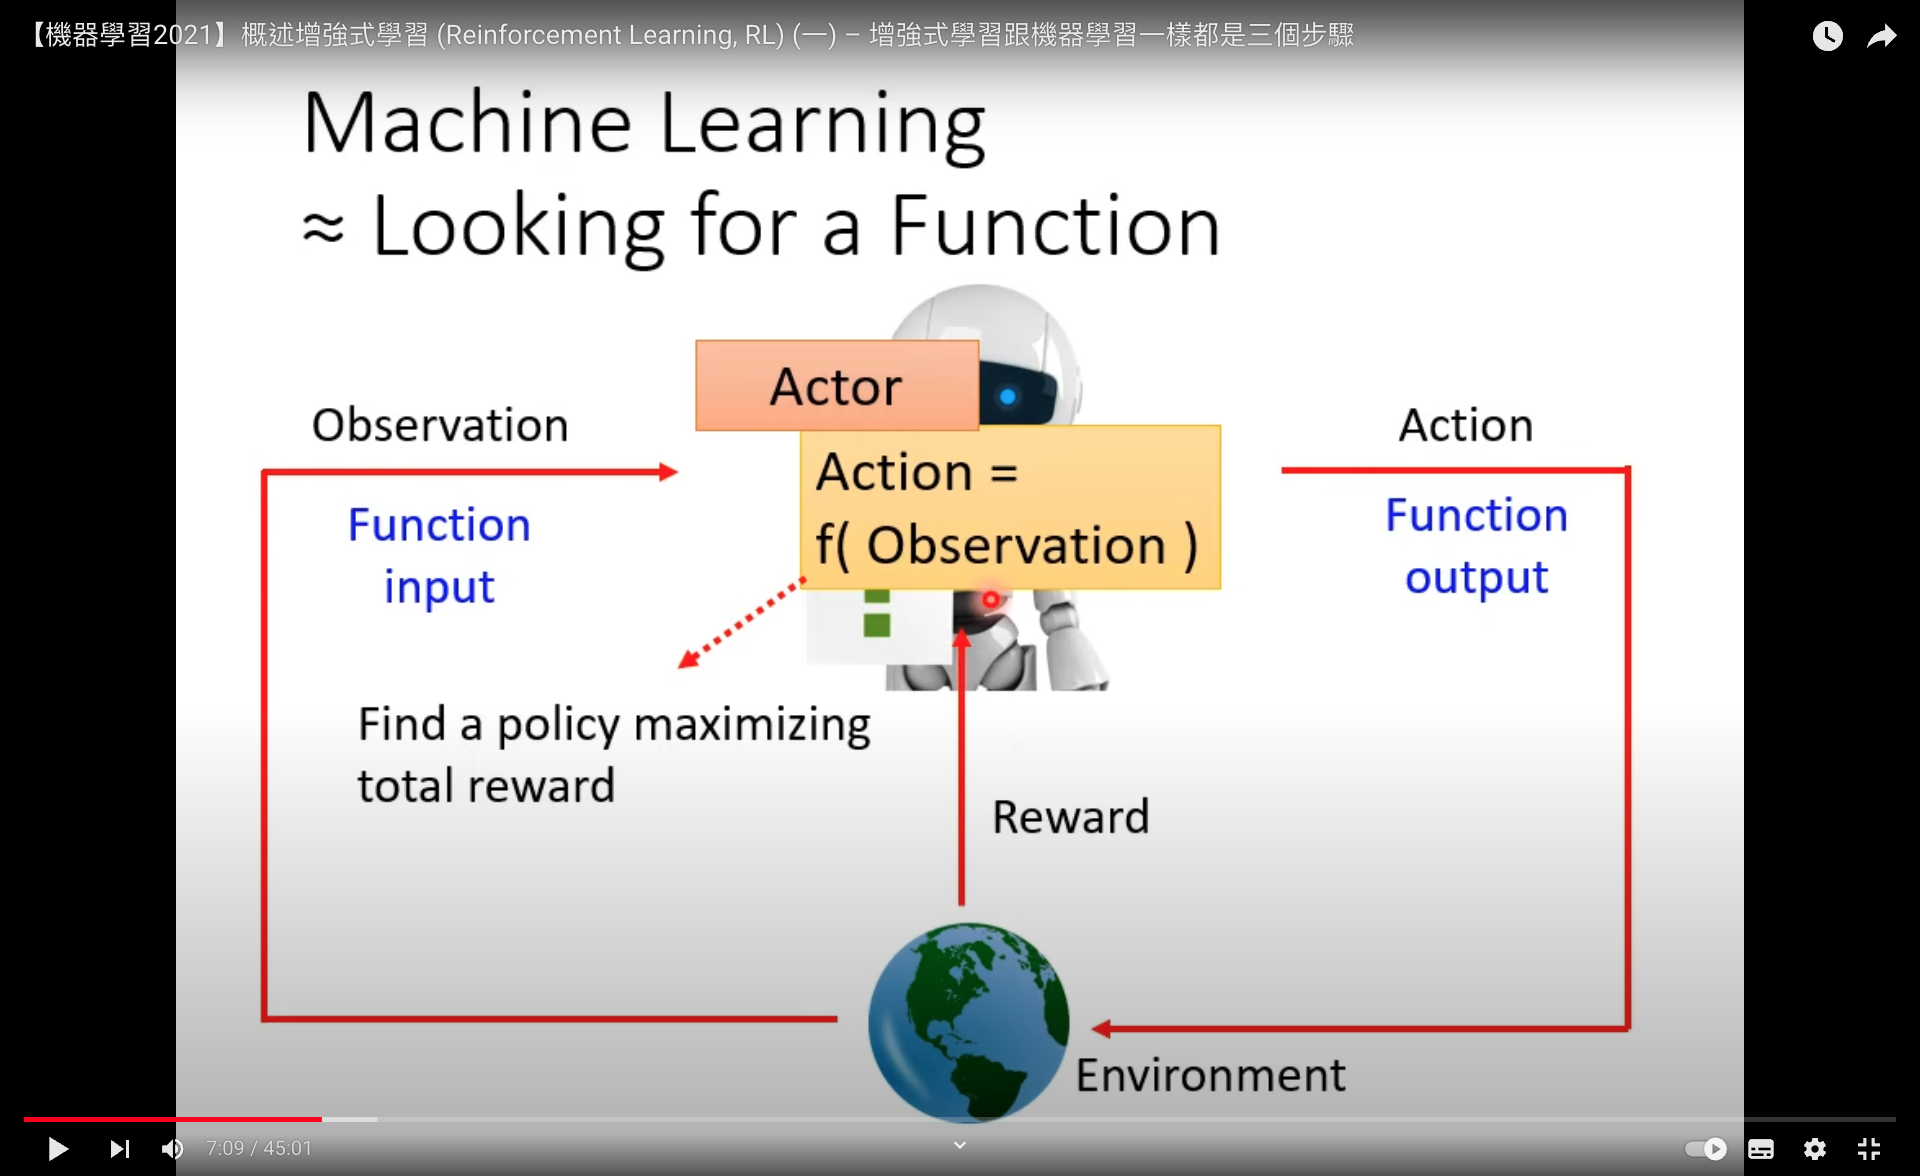 【機器學習2021】概述增強式學習 (Reinforcement Learning, RL) (一) – 增強式學習跟機器學習一樣都是三個步驟
Machine Learning
≈ Looking for a Function
Actor
Observation
Action
Action =
f( Observation )
Function
input
Function
output
Find a policy maximizing
total reward
Reward
Environment
7:09 / 45:01